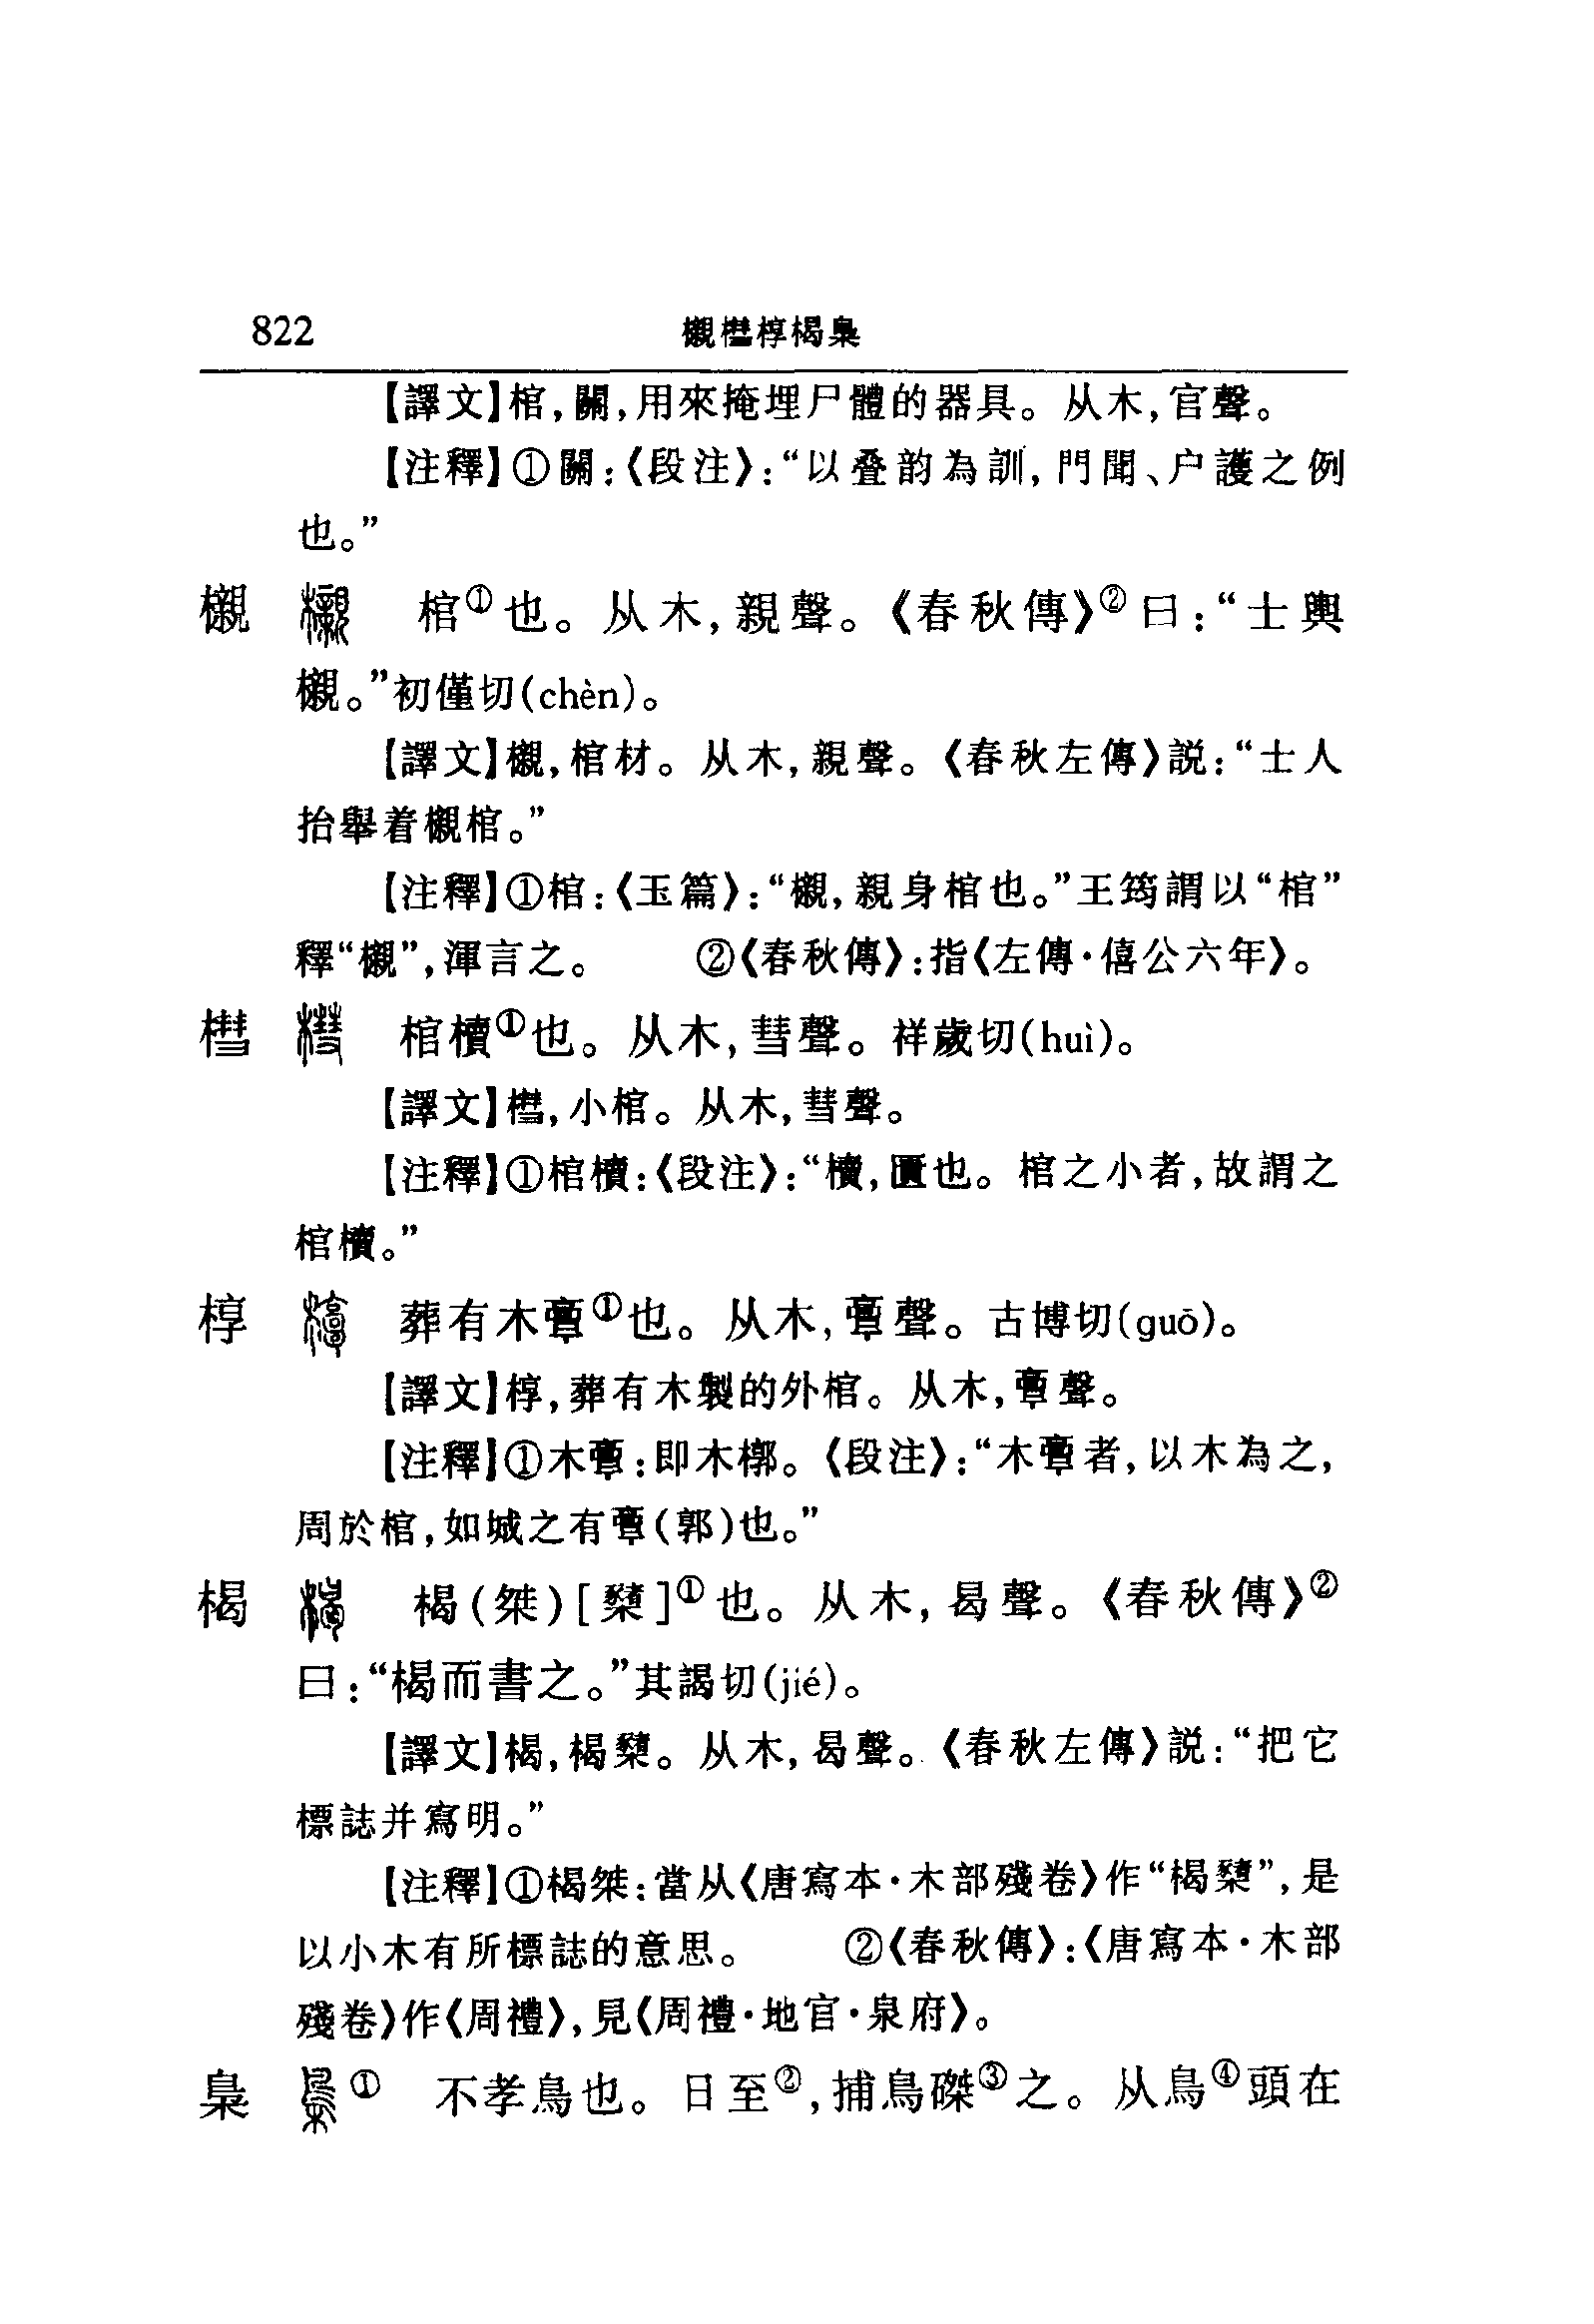 822 櫬槥椁楬梟
【譯文】棺,關,用來掩埋尸體的器具。从木,官聲。
【注釋】①關:《段注》:“以叠韵為訓,門聞、户護之例
也。”
櫬 棺①也。从木,親聲。《春秋傳》②曰:“士輿
櫬。”初僅切(chèn)。
【譯文】櫬,棺材。从木,親聲。《春秋左傳》説:“士人
抬舉着櫬棺。”
【注釋】①棺:《玉篇》:“櫬,親身棺也。”王筠謂以“棺”
釋“櫬”,渾言之。 ②《春秋傳》:指《左傳·僖公六年》。
槥 棺櫝①也。从木,彗聲。祥歲切(huì)。
【譯文】槥,小棺。从木,彗聲。
【注釋】①棺櫝:《段注》:“櫝,匱也。棺之小者,故謂之
棺櫝。”
椁 葬有木𩫏①也。从木,𩫏聲。古博切(guō)。
【譯文】椁,葬有木製的外棺。从木,𩫏聲。
【注釋】①木𩫏:即木槨。《段注》:“木𩫏者,以木為之,
周於棺,如城之有𩫏(郭)也。”
楬 楬(桀)[櫫]①也。从木,曷聲。《春秋傳》②
曰:“楬而書之。”其謁切(jié)。
【譯文】楬,楬櫫。从木,曷聲。《春秋左傳》説:“把它
標誌并寫明。”
【注釋】①楬桀:當从《唐寫本·木部殘卷》作“楬櫫”,是
以小木有所標誌的意思。 ②《春秋傳》:《唐寫本·木部
殘卷》作《周禮》,見《周禮·地官·泉府》。
梟 ① 不孝鳥也。日至②,捕梟磔③之。从鳥④頭在